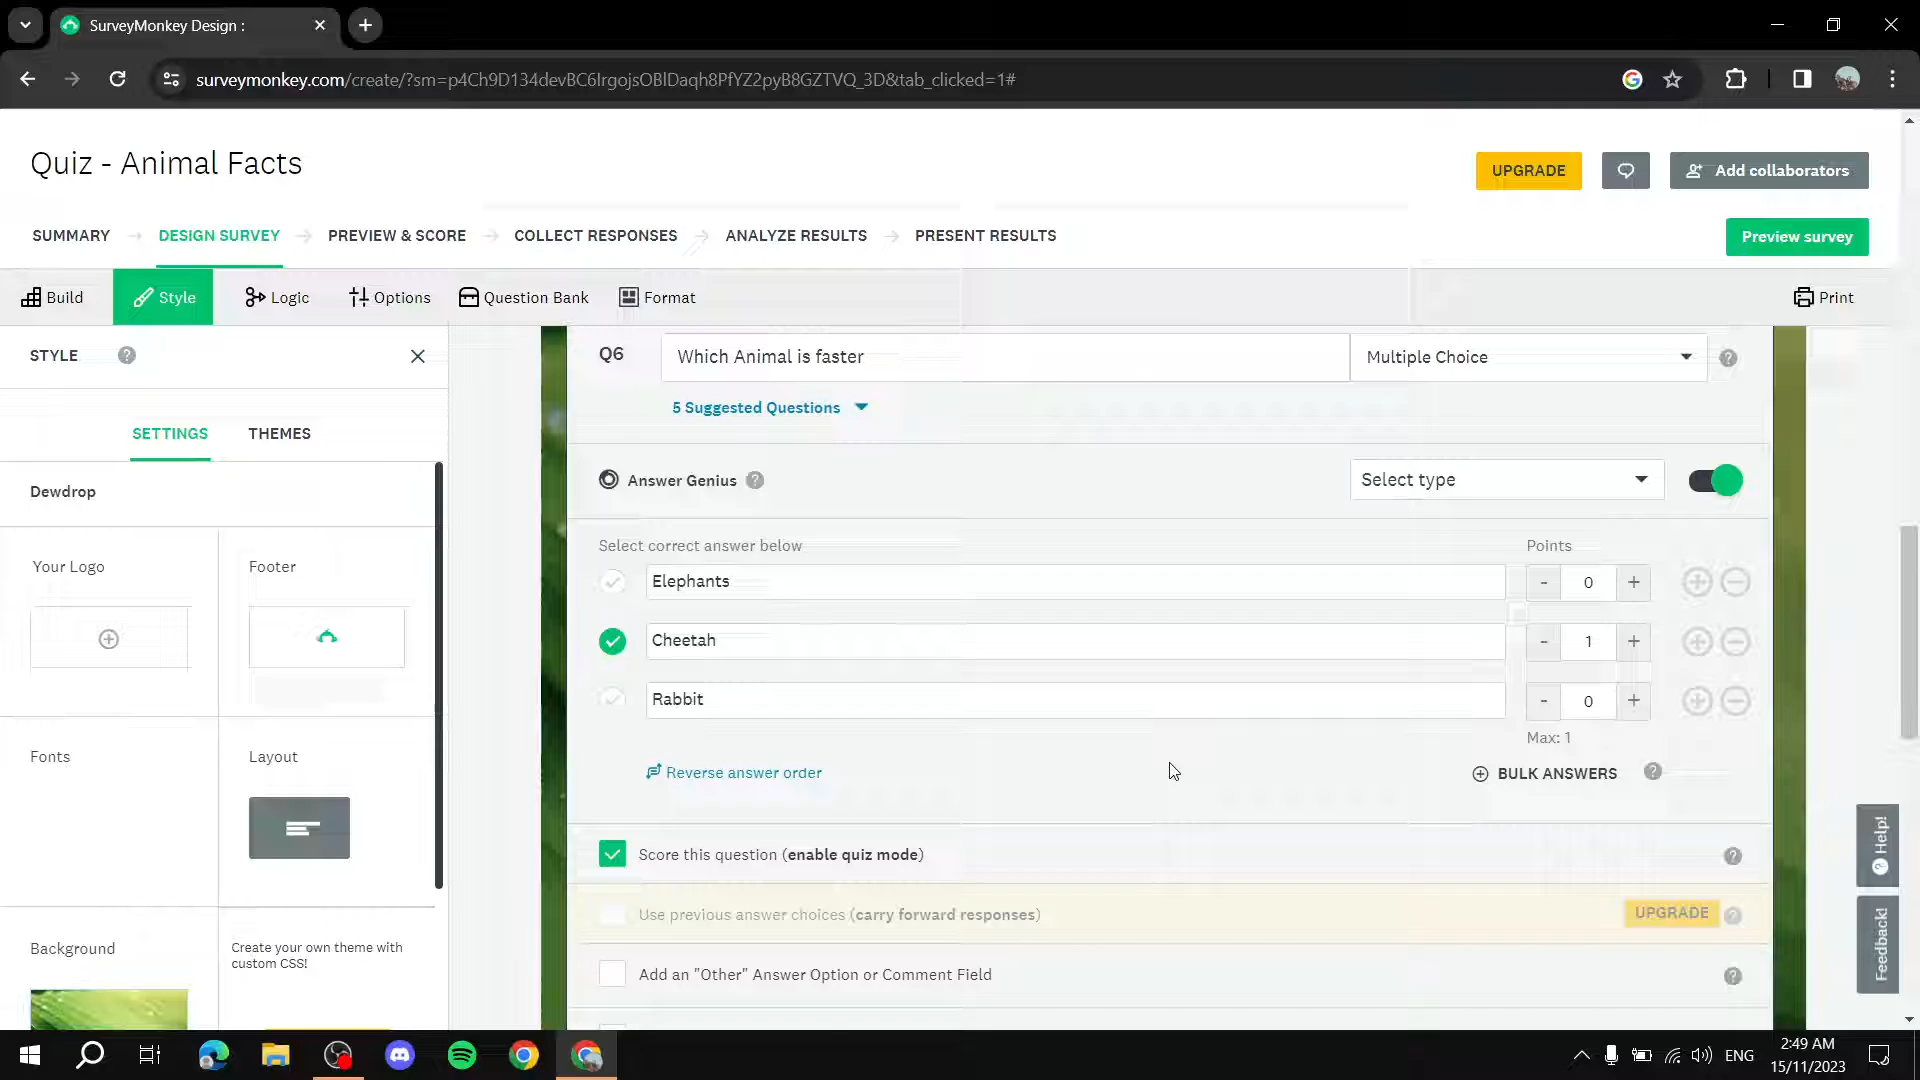 SurveyMonkey Design :
surveymonkey.com/create/?sm=p4Ch9D134devBC6IrgojsOBlDaqh8PfYZ2pyB8GZTVQ_3D&tab_clicked=1#
Quiz - Animal Facts
UPGRADE
Add collaborators
SUMMARY
DESIGN SURVEY
PREVIEW & SCORE
COLLECT RESPONSES
ANALYZE RESULTS
PRESENT RESULTS
Preview survey
Build
Style
Logic
Options
Question Bank
Format
Print
STYLE
SETTINGS
THEMES
Dewdrop
Your Logo
Footer
Fonts
Layout
Background
Create your own theme with
custom CSS!
Q6
Which Animal is faster
Multiple Choice
5 Suggested Questions
Answer Genius
Select type
Select correct answer below
Points
Elephants
- 0 +
Cheetah
- 1 +
Rabbit
- 0 +
Max: 1
Reverse answer order
BULK ANSWERS
Score this question (enable quiz mode)
Use previous answer choices (carry forward responses)
UPGRADE
Add an "Other" Answer Option or Comment Field
Help!
Feedback!
ENG
2:49 AM
15/11/2023